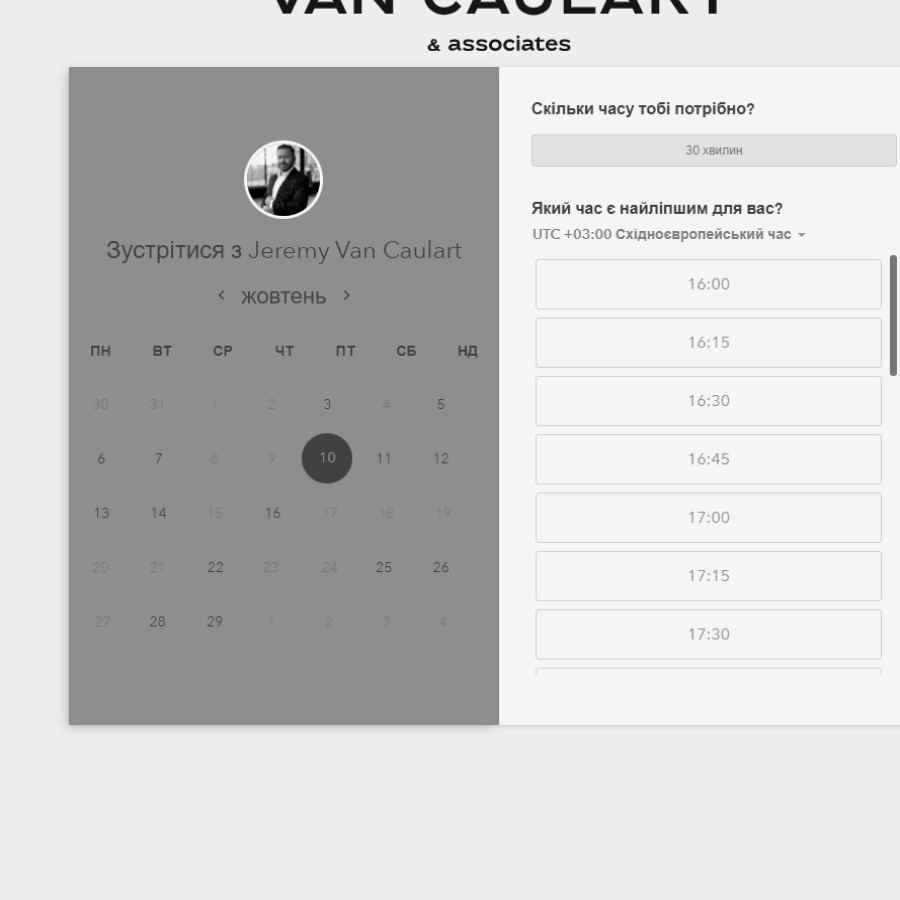 VAN CAULART
& associates
Зустрітися з Jeremy Van Caulart
жовтень
ПН ВТ СР ЧТ ПТ СБ НД
30 31 1 2 3 4 5
6 7 8 9 10 11 12
13 14 15 16 17 18 19
20 21 22 23 24 25 26
27 28 29 1 2 3 4
Скільки часу тобі потрібно?
30 хвилин
Який час є найліпшим для вас?
UTC +03:00 Східноєвропейський час
16:00
16:15
16:30
16:45
17:00
17:15
17:30